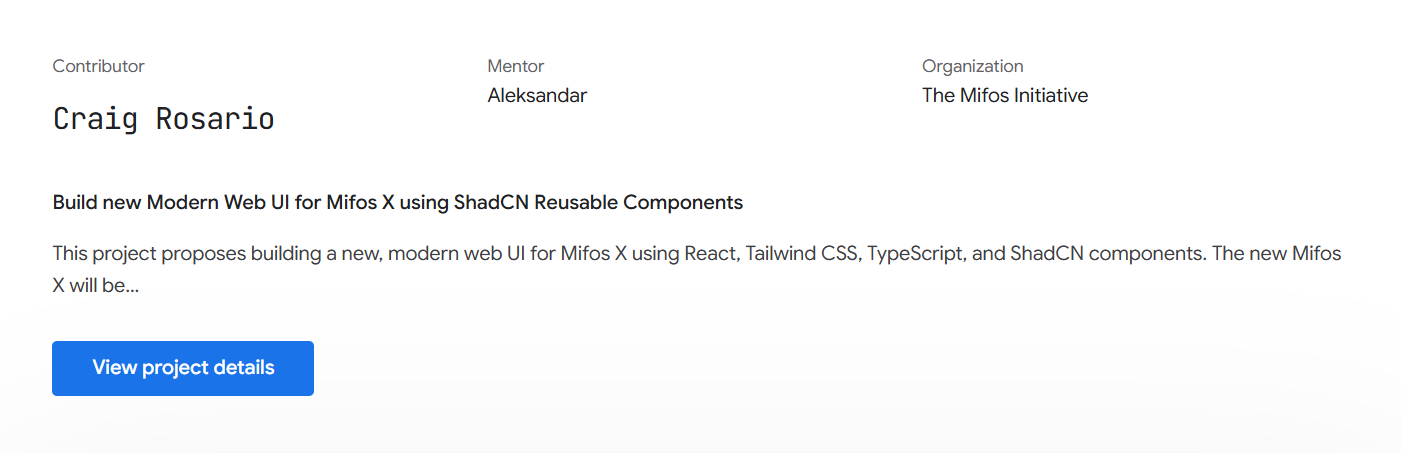 Contributor
Craig Rosario
Mentor
Aleksandar
Organization
The Mifos Initiative
Build new Modern Web UI for Mifos X using ShadCN Reusable Components
This project proposes building a new, modern web UI for Mifos X using React, Tailwind CSS, TypeScript, and ShadCN components. The new Mifos
X will be...
View project details